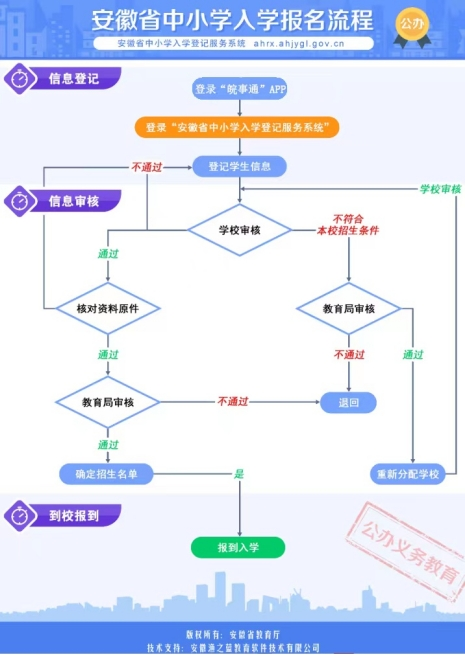 安徽省中小学入学报名流程
公办
安徽省中小学入学登记服务系统 ahrx.ahjygl.gov.cn
信息登记
登录“皖事通”APP
登录“安徽省中小学入学登记服务系统”
不通过
登记学生信息
学校审核
信息审核
不符合
本校招生条件
学校审核
通过
核对资料原件
教育局审核
通过
不通过
通过
教育局审核
不通过
退回
通过
确定招生名单
是
重新分配学校
到校报到
报到入学
公办义务教育
版权所有：安徽省教育厅
技术支持：安徽渔之蓝教育软件技术有限公司